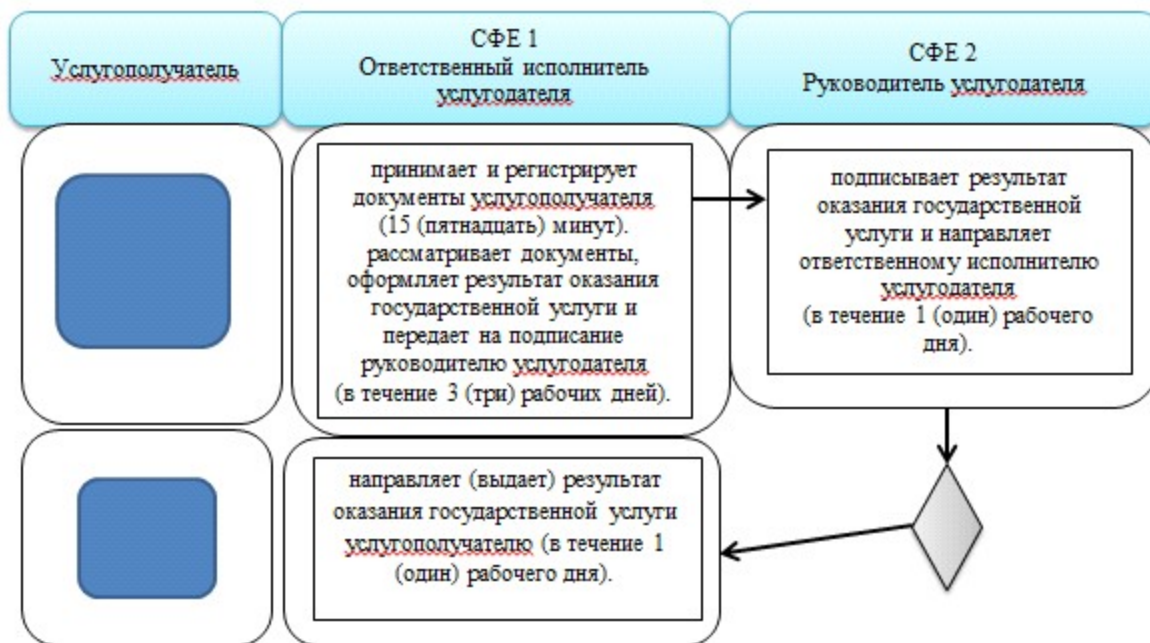 Услугополучатель
СФЕ 1
Ответственный исполнитель
услугодателя
СФЕ 2
Руководитель услугодателя
принимает и регистрирует
документы услугополучателя
(15 (пятнадцать) минут).
рассматривает документы,
оформляет результат оказания
государственной услуги и
передает на подписание
руководителю услугодателя
(в течение 3 (три) рабочих дней).
подписывает результат
оказания государственной
услуги и направляет
ответственному исполнителю
услугодателя
(в течение 1 (один) рабочего
дня).
направляет (выдает) результат
оказания государственной услуги
услугополучателю (в течение 1
(один) рабочего дня).